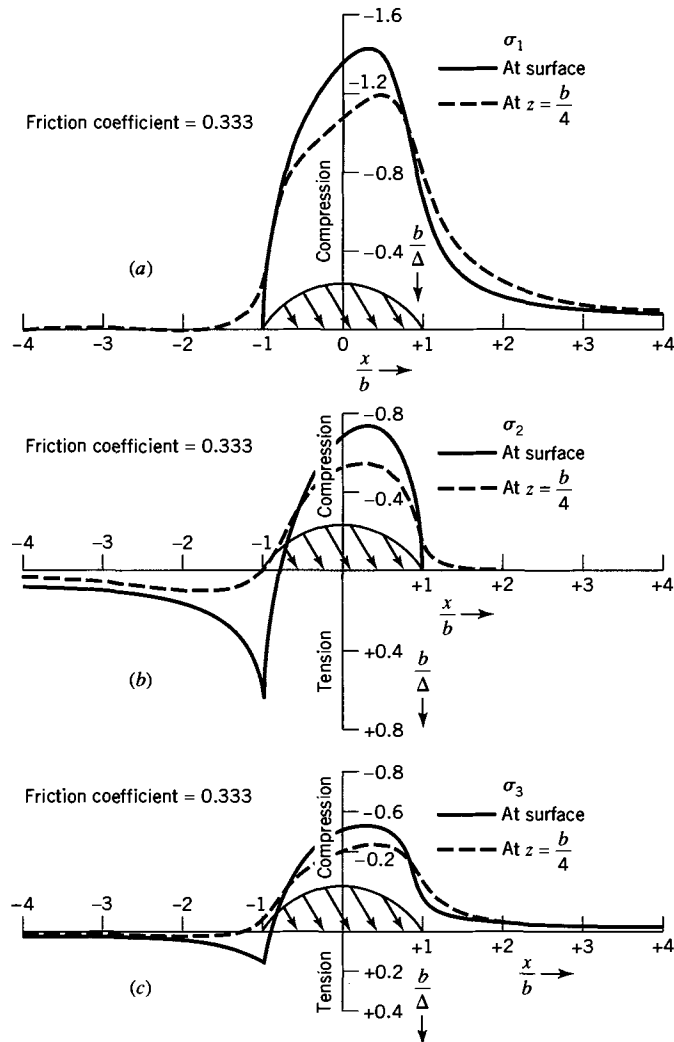 −1.6
σ1
At surface
−1.2
At z = b/4
Friction coefficient = 0.333
−0.8
Compression
−0.4
b/Δ
(a)
−4 −3 −2 −1 0 +1 +2 +3 +4
x/b
−0.8
Friction coefficient = 0.333
σ2
At surface
Compression
−0.4
At z = b/4
−4 −3 −2 −1 +1 +2 +3 +4
x/b
Tension
+0.4
b/Δ
(b)
+0.8
−0.8
Friction coefficient = 0.333
σ3
−0.6
At surface
Compression
−0.2
At z = b/4
−4 −3 −2 −1 +1 +2 +3 +4
Tension
+0.2
b/Δ
x/b
(c)
+0.4